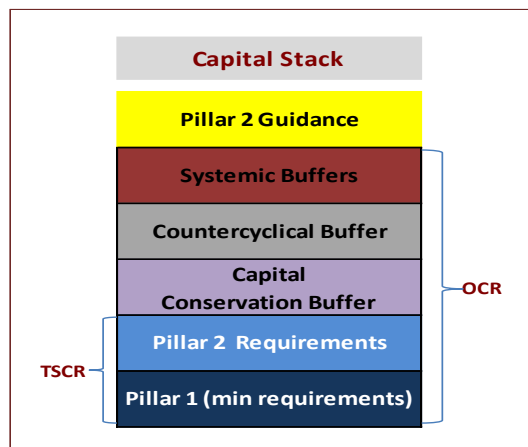 Capital Stack
Pillar 2 Guidance
Systemic Buffers
Countercyclical Buffer
Capital
Conservation Buffer
OCR
Pillar 2 Requirements
TSCR
Pillar 1 (min requirements)